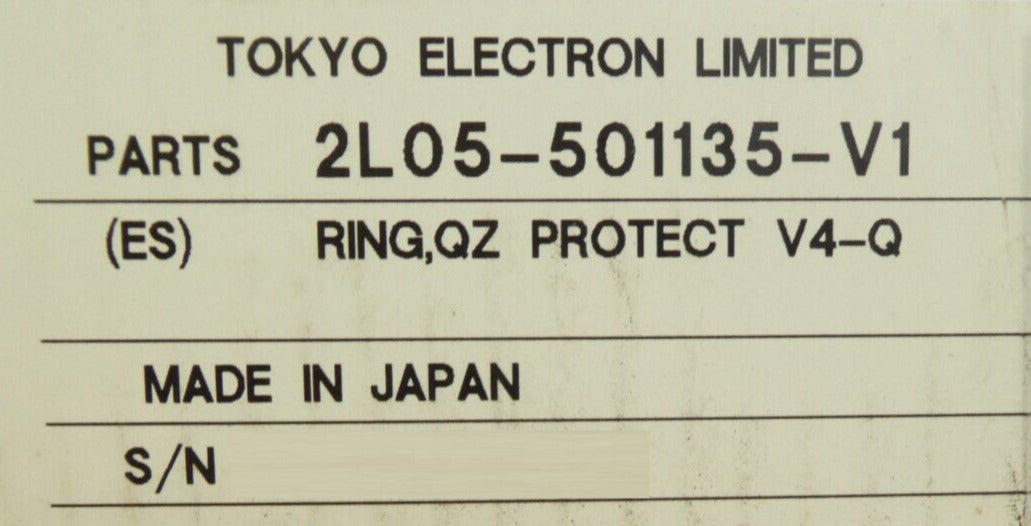 TOKYO ELECTRON LIMITED
PARTS 2L05-501135-V1
(ES) RING,QZ PROTECT V4-Q
MADE IN JAPAN
S/N